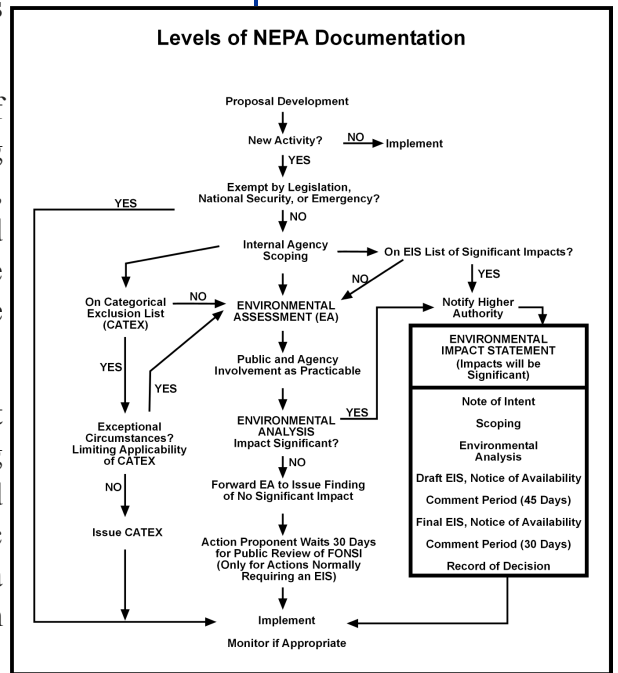 Levels of NEPA Documentation
Proposal Development
New Activity?
NO
Implement
YES
Exempt by Legislation,
National Security, or Emergency?
YES
NO
Internal Agency
Scoping
On EIS List of Significant Impacts?
NO
YES
On Categorical
Exclusion List
(CATEX)
NO
ENVIRONMENTAL
ASSESSMENT (EA)
Notify Higher
Authority
YES
YES
Public and Agency
Involvement as Practicable
ENVIRONMENTAL
IMPACT STATEMENT
(Impacts will be
Significant)
Exceptional
Circumstances?
Limiting Applicability
of CATEX
ENVIRONMENTAL
ANALYSIS
Impact Significant?
YES
NO
NO
Note of Intent
Scoping
Environmental
Analysis
Draft EIS, Notice of Availability
Comment Period (45 Days)
Final EIS, Notice of Availability
Comment Period (30 Days)
Record of Decision
Forward EA to Issue Finding
of No Significant Impact
Issue CATEX
Action Proponent Waits 30 Days
for Public Review of FONSI
(Only for Actions Normally
Requiring an EIS)
Implement
Monitor if Appropriate